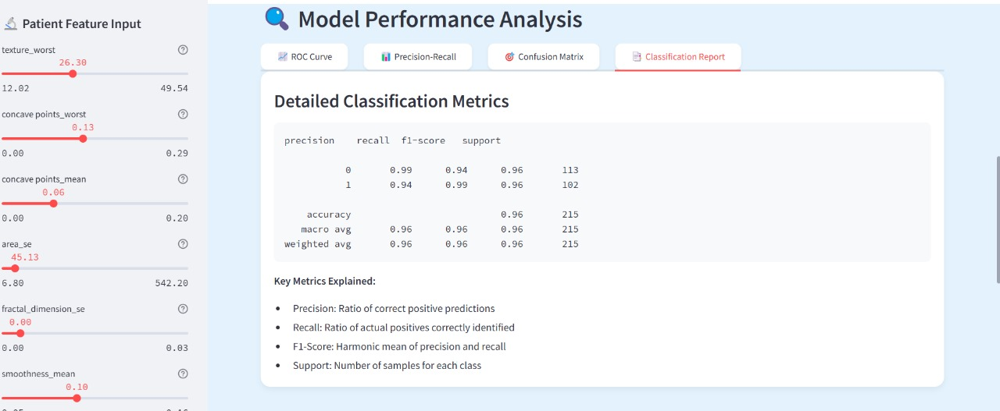 Patient Feature Input
texture_worst
26.30
12.02 49.54
concave points_worst
0.13
0.00 0.29
concave points_mean
0.06
0.00 0.20
area_se
45.13
6.80 542.20
fractal_dimension_se
0.00
0.00 0.03
smoothness_mean
0.10
Model Performance Analysis
ROC Curve Precision-Recall Confusion Matrix Classification Report
Detailed Classification Metrics
precision recall f1-score support
0 0.99 0.94 0.96 113
1 0.94 0.99 0.96 102
accuracy 0.96 215
macro avg 0.96 0.96 0.96 215
weighted avg 0.96 0.96 0.96 215
Key Metrics Explained:
• Precision: Ratio of correct positive predictions
• Recall: Ratio of actual positives correctly identified
• F1-Score: Harmonic mean of precision and recall
• Support: Number of samples for each class